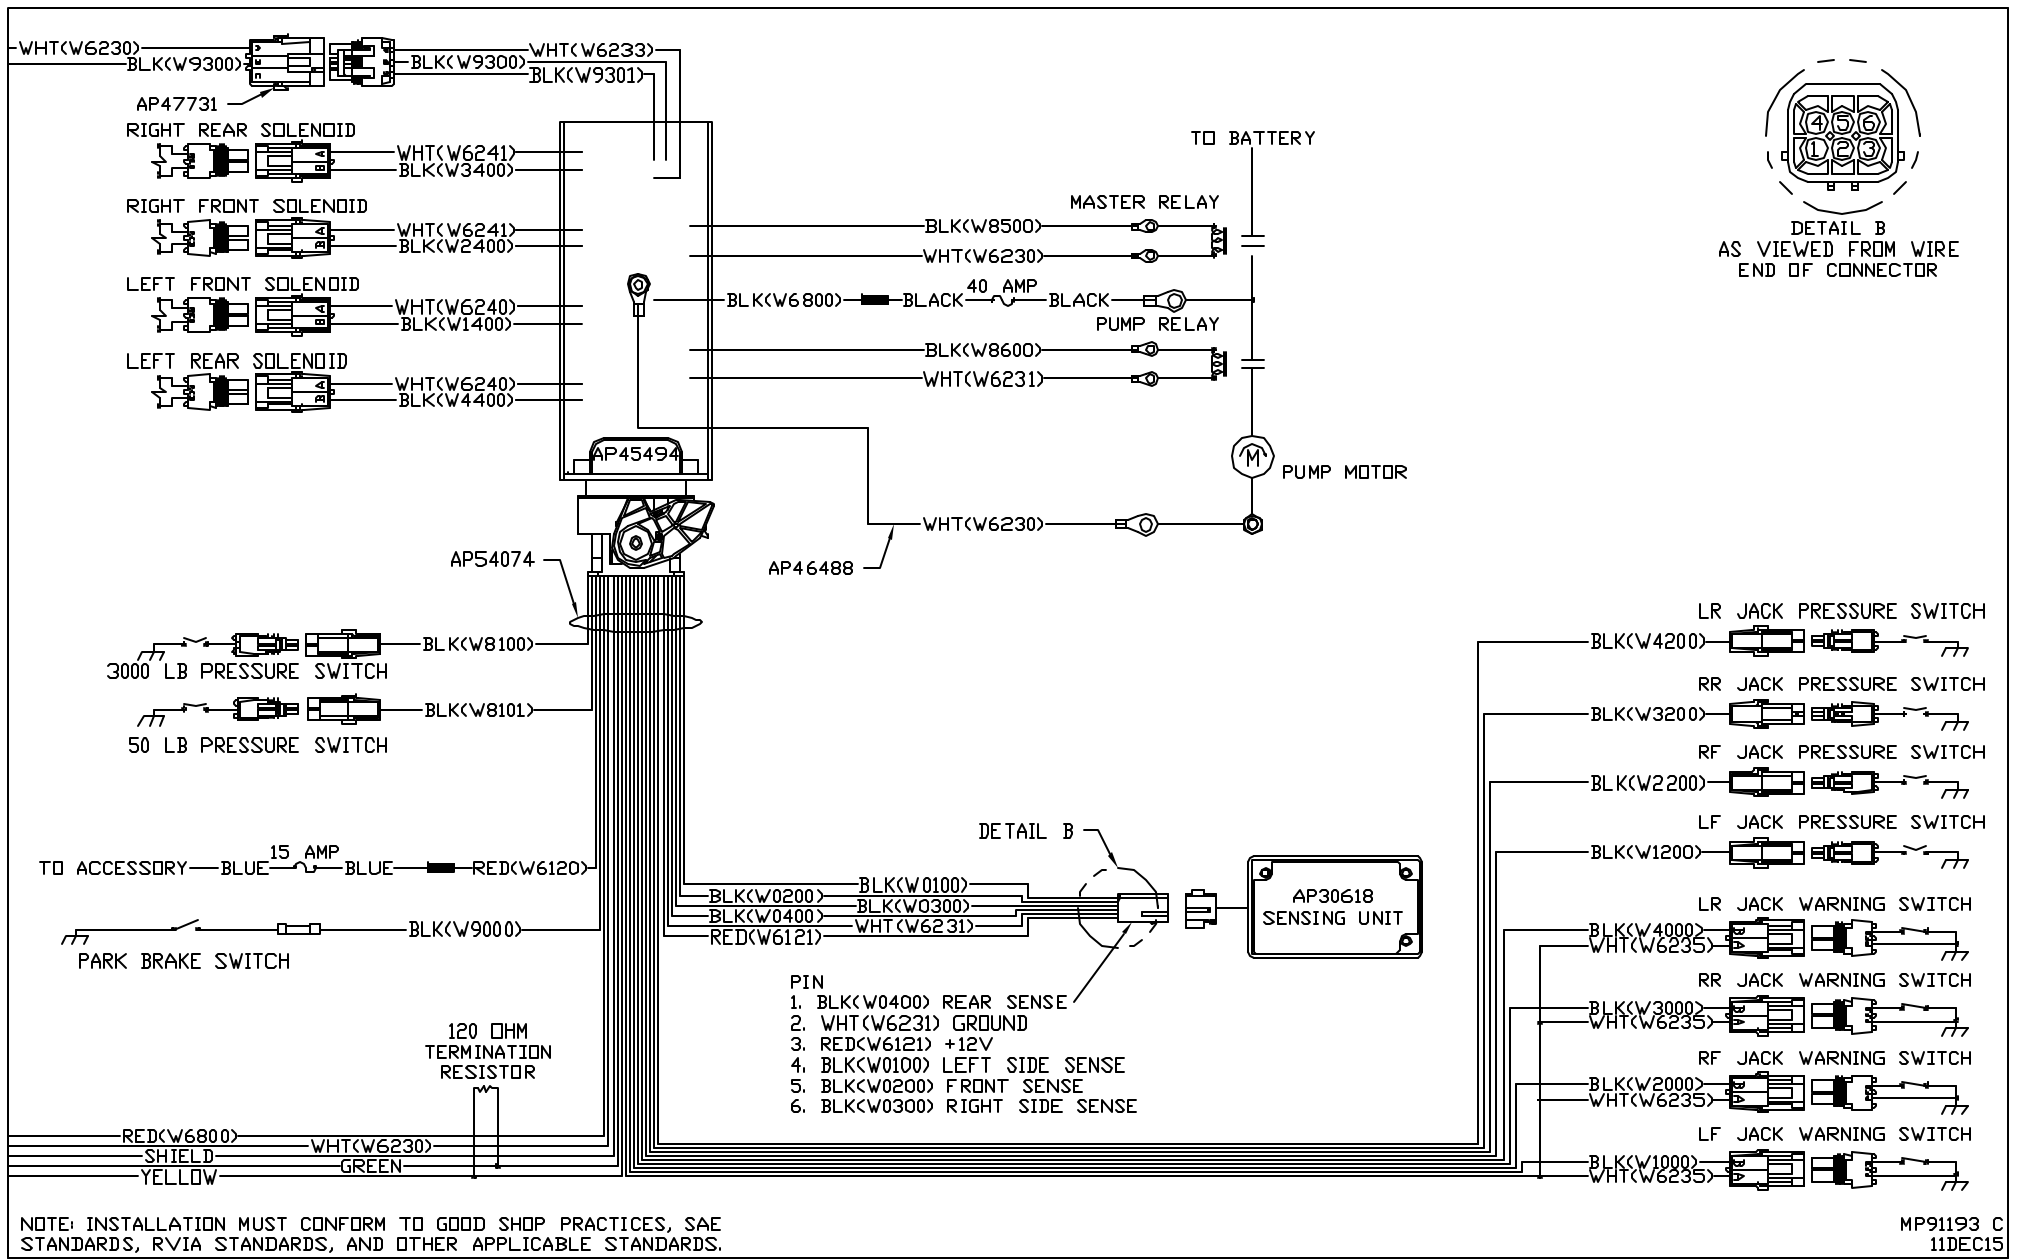 WHT(W6230)
BLK(W9300)
AP47731
WHT(W6233)
BLK(W9300)
BLK(W9301)
RIGHT REAR SOLENOID
A
B
WHT(W6241)
BLK(W3400)
RIGHT FRONT SOLENOID
A
B
WHT(W6241)
BLK(W2400)
LEFT FRONT SOLENOID
A
B
WHT(W6240)
BLK(W1400)
LEFT REAR SOLENOID
A
B
WHT(W6240)
BLK(W4400)
TO BATTERY
MASTER RELAY
BLK(W8500)
WHT(W6230)
BLK(W6800)
BLACK
40 AMP
BLACK
PUMP RELAY
BLK(W8600)
WHT(W6231)
M
PUMP MOTOR
WHT(W6230)
AP46488
AP45494
AP54074
4 5 6
1 2 3
DETAIL B
AS VIEWED FROM WIRE
END OF CONNECTOR
BLK(W8100)
3000 LB PRESSURE SWITCH
BLK(W8101)
50 LB PRESSURE SWITCH
TO ACCESSORY
BLUE
15 AMP
BLUE
RED(W6120)
BLK(W9000)
PARK BRAKE SWITCH
120 OHM
TERMINATION
RESISTOR
RED(W6800)
WHT(W6230)
SHIELD
GREEN
YELLOW
DETAIL B
BLK(W0100)
BLK(W0200)
BLK(W0300)
BLK(W0400)
WHT(W6231)
RED(W6121)
AP30618
SENSING UNIT
PIN
1. BLK(W0400) REAR SENSE
2. WHT(W6231) GROUND
3. RED(W6121) +12V
4. BLK(W0100) LEFT SIDE SENSE
5. BLK(W0200) FRONT SENSE
6. BLK(W0300) RIGHT SIDE SENSE
LR JACK PRESSURE SWITCH
BLK(W4200)
RR JACK PRESSURE SWITCH
BLK(W3200)
RF JACK PRESSURE SWITCH
BLK(W2200)
LF JACK PRESSURE SWITCH
BLK(W1200)
LR JACK WARNING SWITCH
BLK(W4000)
WHT(W6235)
B
A
RR JACK WARNING SWITCH
BLK(W3000)
WHT(W6235)
B
A
RF JACK WARNING SWITCH
BLK(W2000)
WHT(W6235)
B
A
LF JACK WARNING SWITCH
BLK(W1000)
WHT(W6235)
B
A
NOTE: INSTALLATION MUST CONFORM TO GOOD SHOP PRACTICES, SAE
STANDARDS, RVIA STANDARDS, AND OTHER APPLICABLE STANDARDS.
MP91193 C
11DEC15